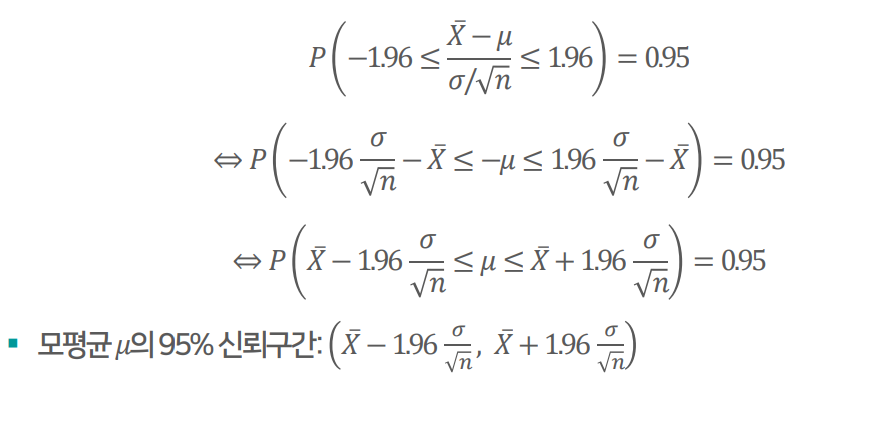 P(−1.96 ≤ (X̄ − μ)/(σ/√n) ≤ 1.96) = 0.95
⇔ P(−1.96 σ/√n − X̄ ≤ −μ ≤ 1.96 σ/√n − X̄) = 0.95
⇔ P(X̄ − 1.96 σ/√n ≤ μ ≤ X̄ + 1.96 σ/√n) = 0.95
▪ 모평균 μ의 95% 신뢰구간: (X̄ − 1.96 σ/√n, X̄ + 1.96 σ/√n)